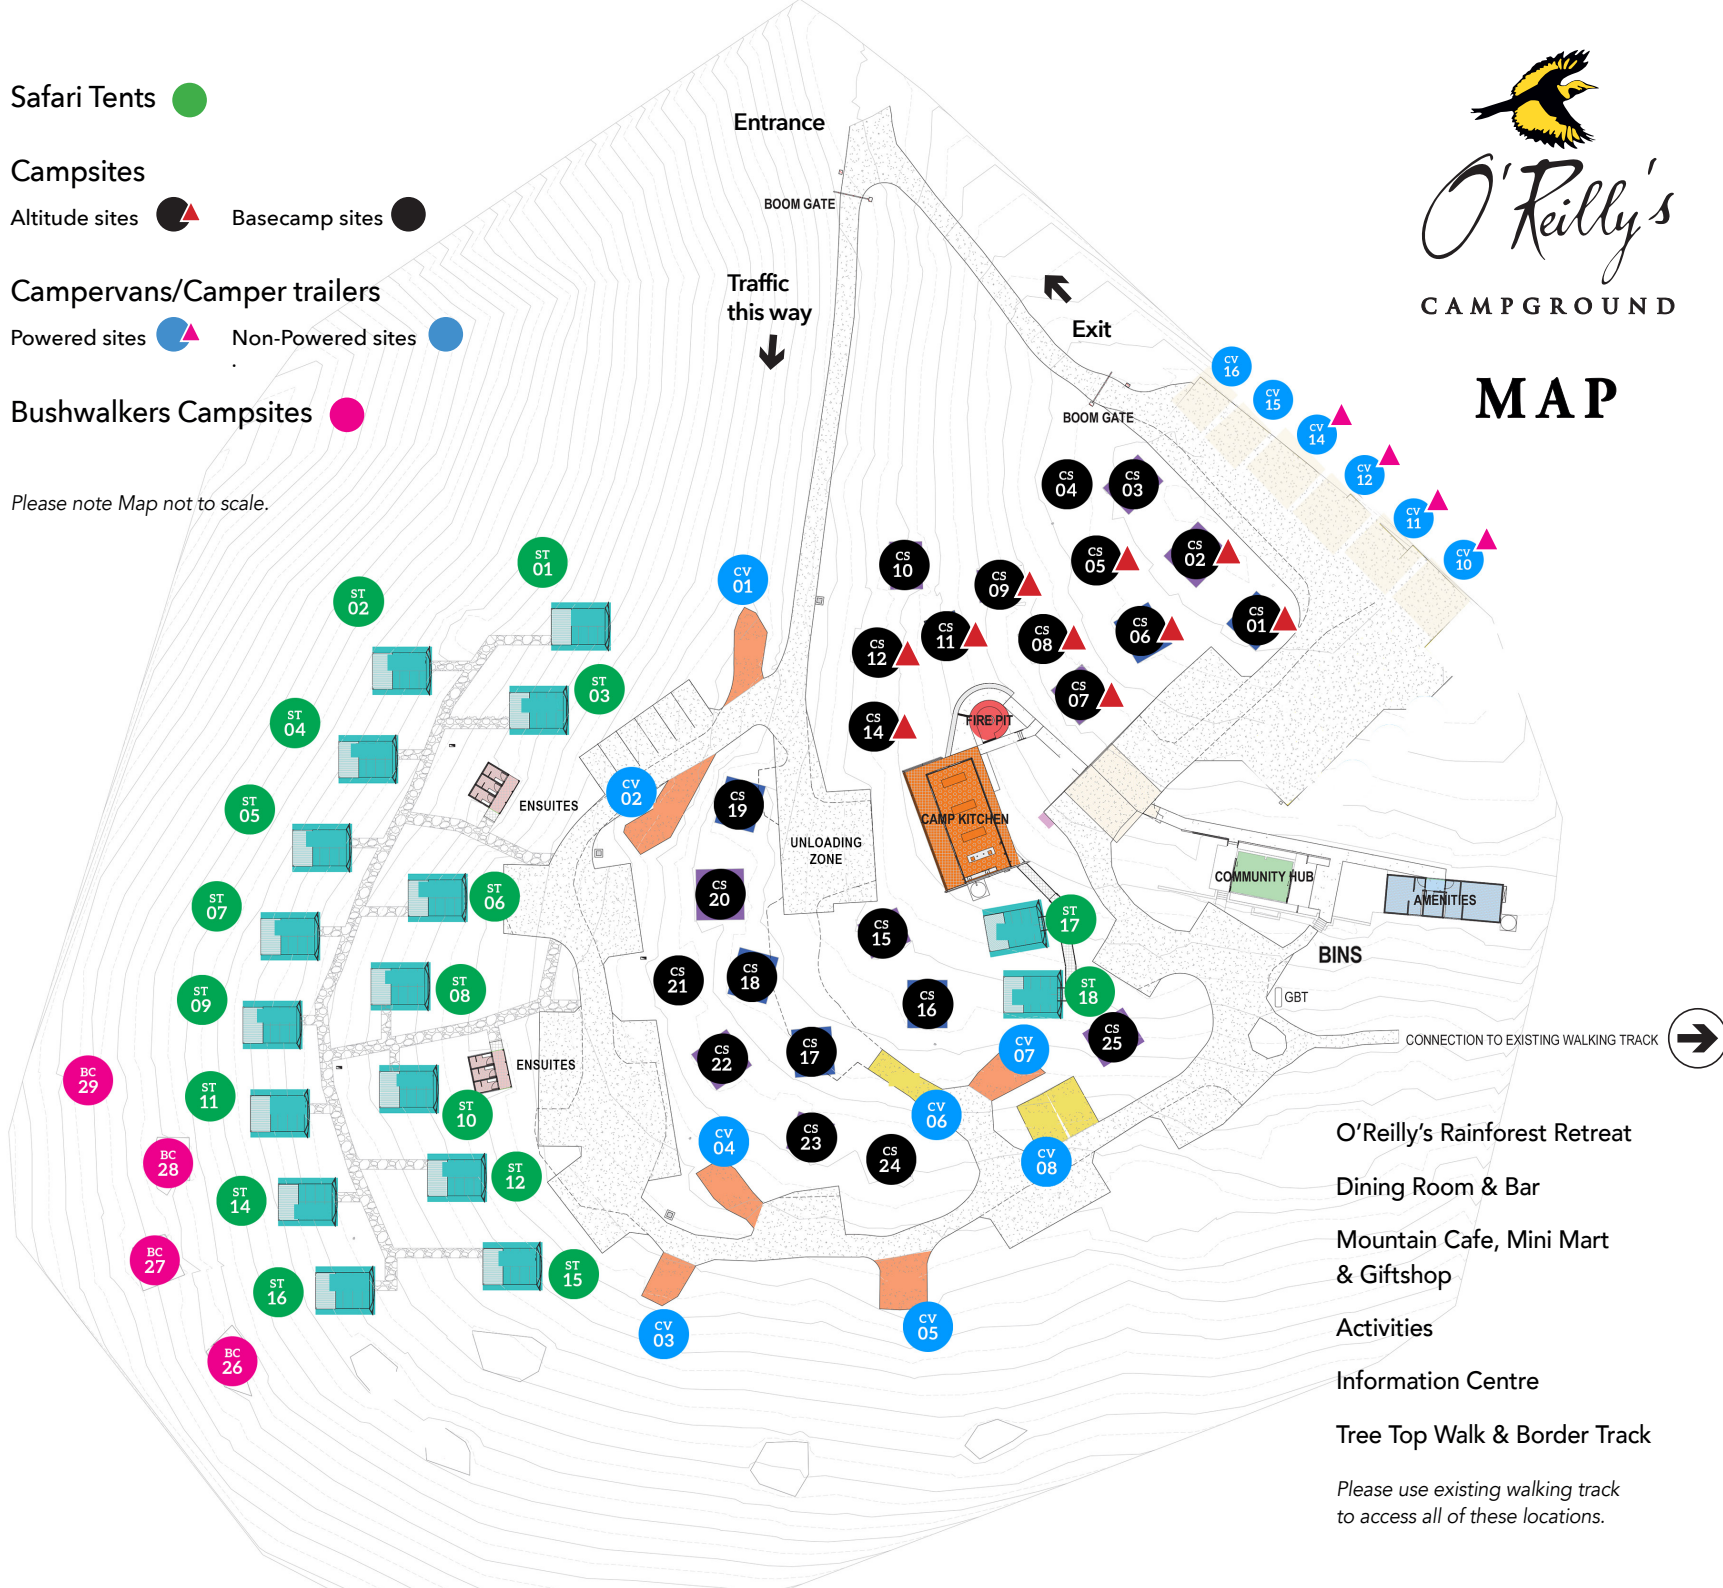 Safari Tents
Campsites
Altitude sites
Basecamp sites
Campervans/Camper trailers
Powered sites
Non-Powered sites
.
Bushwalkers Campsites
Please note Map not to scale.
O'Reilly's
CAMPGROUND
MAP
Entrance
BOOM GATE
Traffic
this way
Exit
BOOM GATE
CV
16
CV
15
CV
14
CV
12
CV
11
CV
10
CS
04
CS
03
CS
10
CS
09
CS
05
CS
02
CS
12
CS
11
CS
08
CS
06
CS
01
CS
14
CS
07
FIRE PIT
ST
01
ST
02
CV
01
ST
03
ST
04
ST
05
ENSUITES
CV
02
CS
19
UNLOADING
ZONE
CAMP KITCHEN
COMMUNITY HUB
AMENITIES
ST
07
ST
06
CS
20
CS
15
ST
17
BINS
ST
09
ST
08
CS
21
CS
18
CS
16
ST
18
GBT
CS
25
CONNECTION TO EXISTING WALKING TRACK
BC
29
ST
11
ENSUITES
ST
10
CS
22
CS
17
CV
07
CV
06
BC
28
ST
14
ST
12
CV
04
CS
23
CS
24
CV
08
BC
27
ST
16
ST
15
CV
03
CV
05
BC
26
O'Reilly's Rainforest Retreat
Dining Room & Bar
Mountain Cafe, Mini Mart
& Giftshop
Activities
Information Centre
Tree Top Walk & Border Track
Please use existing walking track
to access all of these locations.